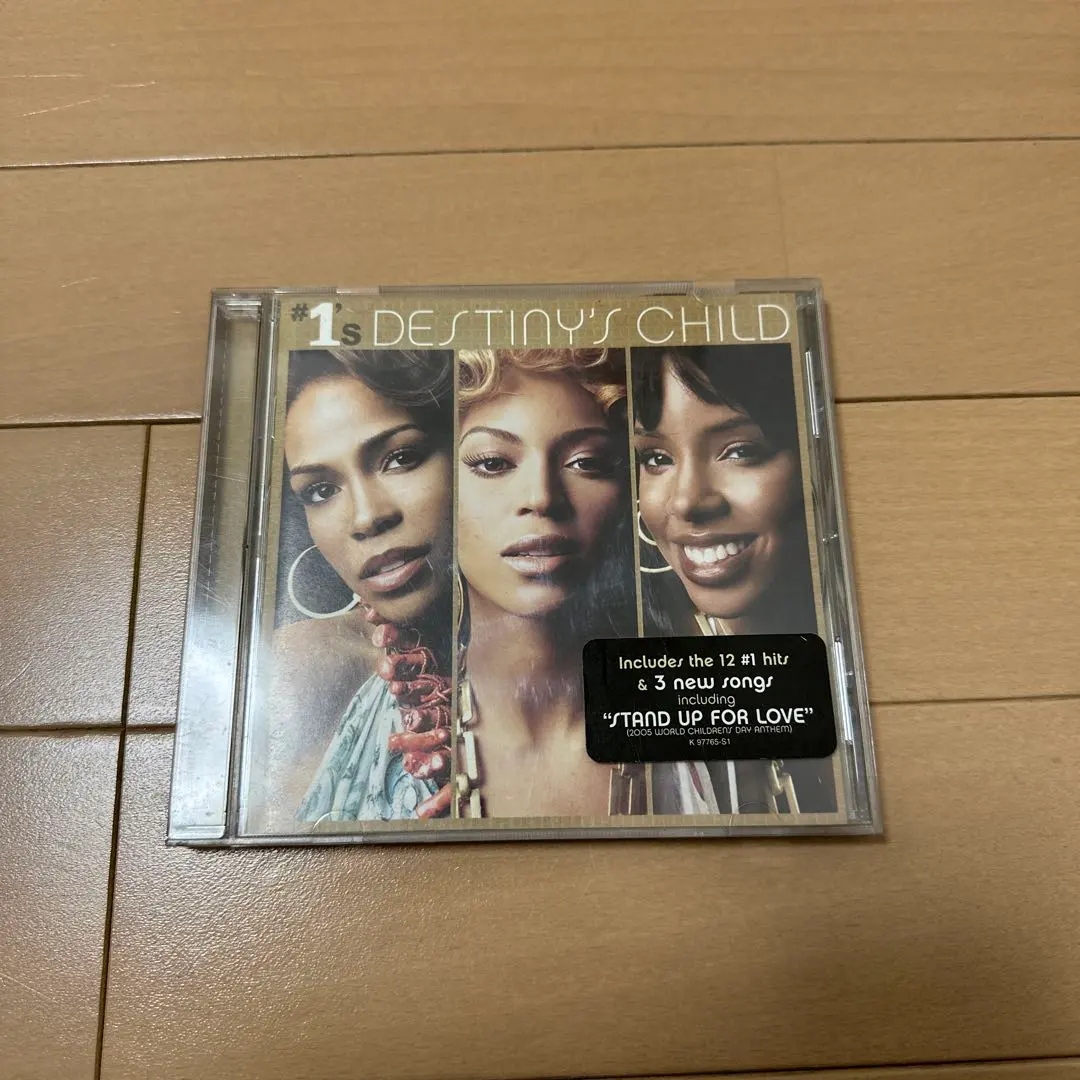 #1's DESTINY'S CHILD
Includes the 12 #1 hits
& 3 new songs
including
"STAND UP FOR LOVE"
(2005 WORLD CHILDREN'S DAY ANTHEM)
K 97765-S1